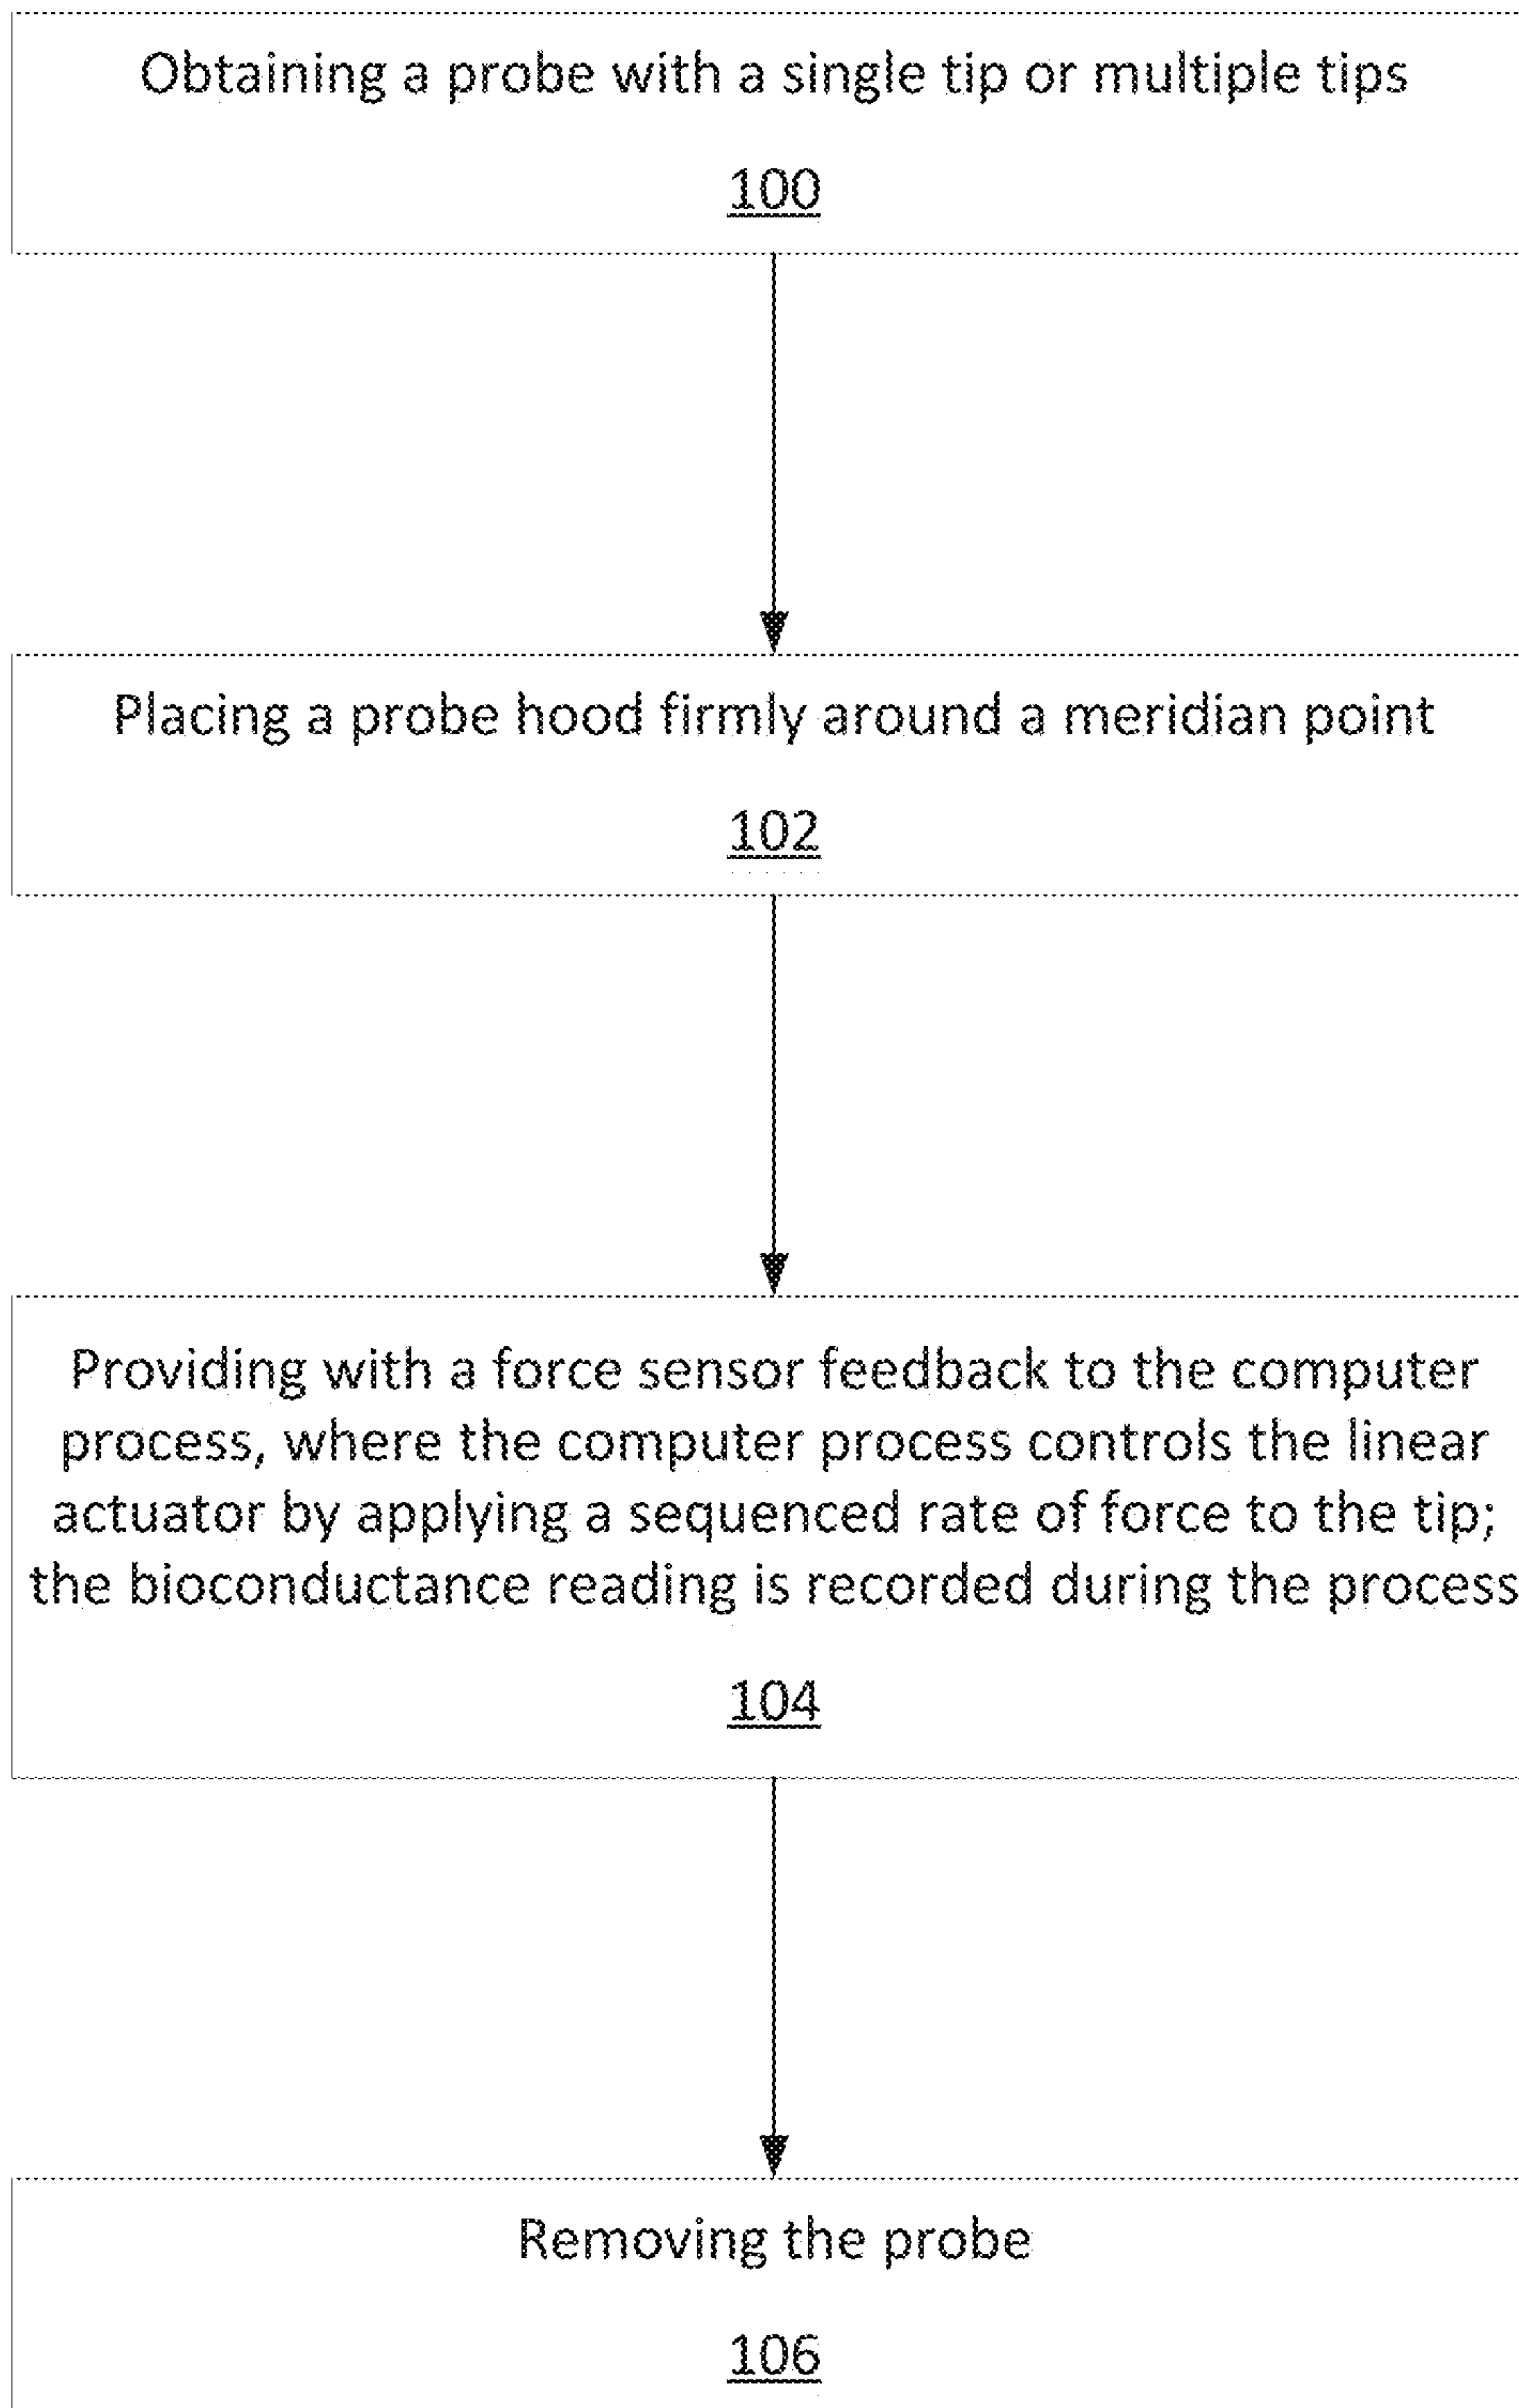 Obtaining a probe with a single tip or multiple tips
100
Placing a probe hood firmly around a meridian point
102
Providing with a force sensor feedback to the computer
process, where the computer process controls the linear
actuator by applying a sequenced rate of force to the tip;
the bioconductance reading is recorded during the process
104
Removing the probe
106